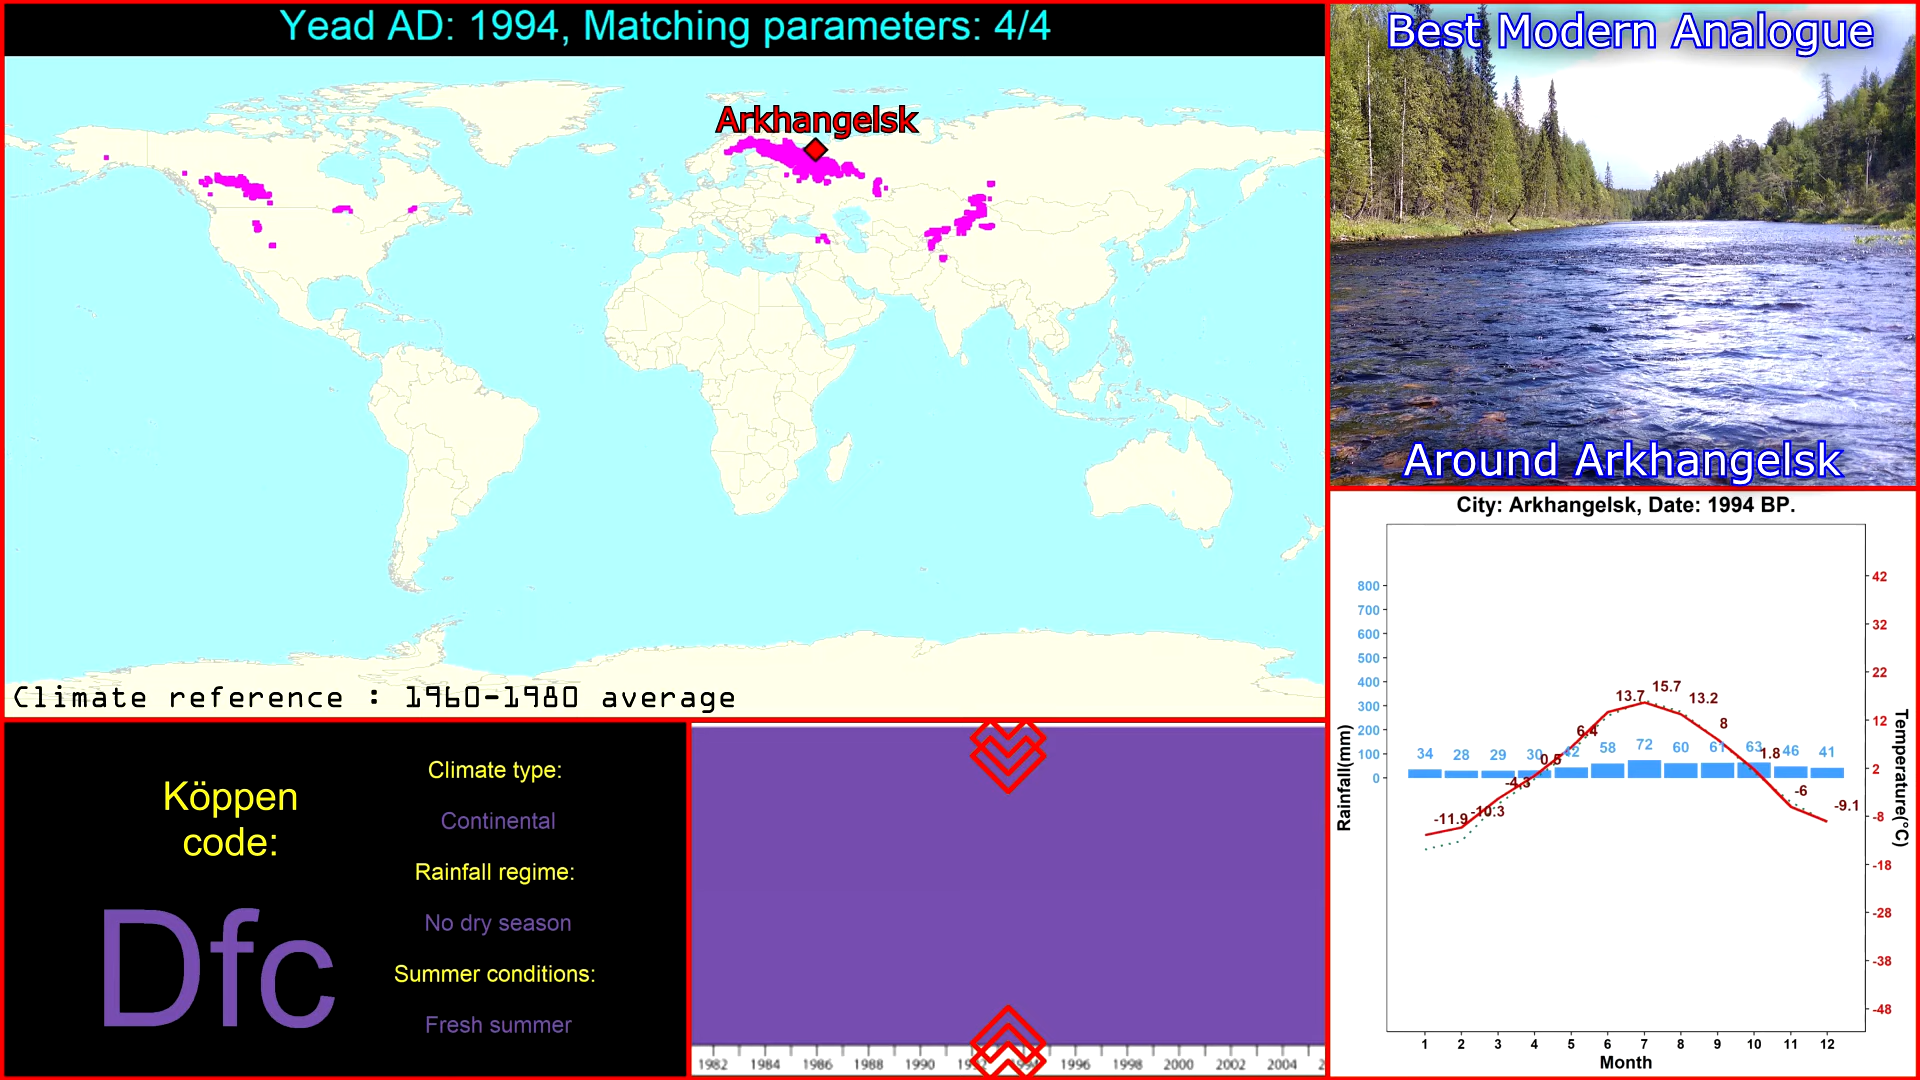 Yead AD: 1994, Matching parameters: 4/4
Arkhangelsk
Climate reference : 1960-1980 average
Best Modern Analogue
Around Arkhangelsk
City: Arkhangelsk, Date: 1994 BP.
Rainfall(mm)
800
700
600
500
400
300
200
100
0
34 28 29 30 42 58 72 60 61 63 46 41
-11.9 -10.3 -4.3 0.5 6.4 13.7 15.7 13.2 8 1.8 -6 -9.1
42
32
22
12
2
-8
-18
-28
-38
-48
Temperature(°C)
1 2 3 4 5 6 7 8 9 10 11 12
Month
Köppen
code:
Dfc
Climate type:
Continental
Rainfall regime:
No dry season
Summer conditions:
Fresh summer
1982 1984 1986 1988 1990 1994 1996 1998 2000 2002 2004